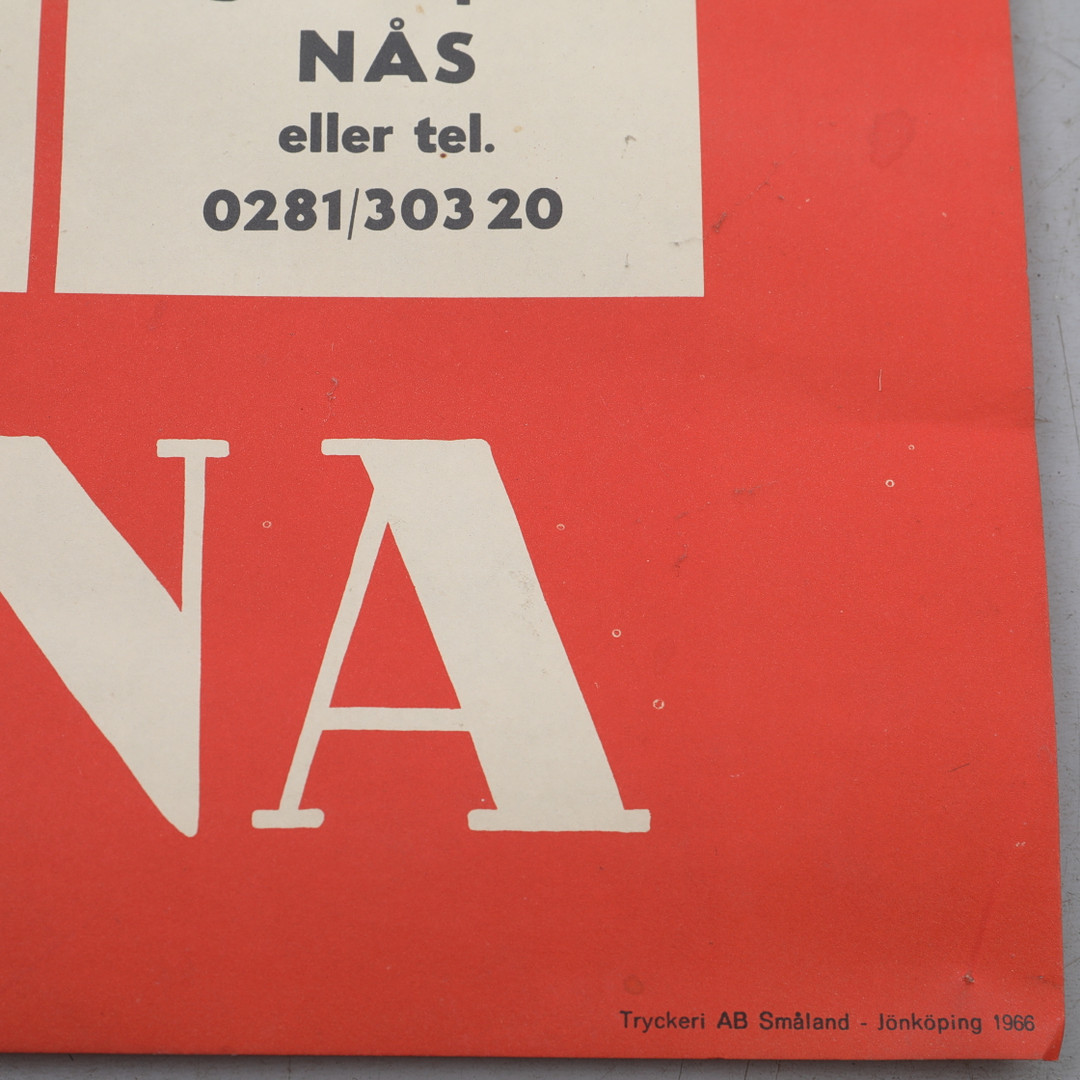 NÅS
eller tel.
0281/303 20
NA
Tryckeri AB Småland - Jönköping 1966